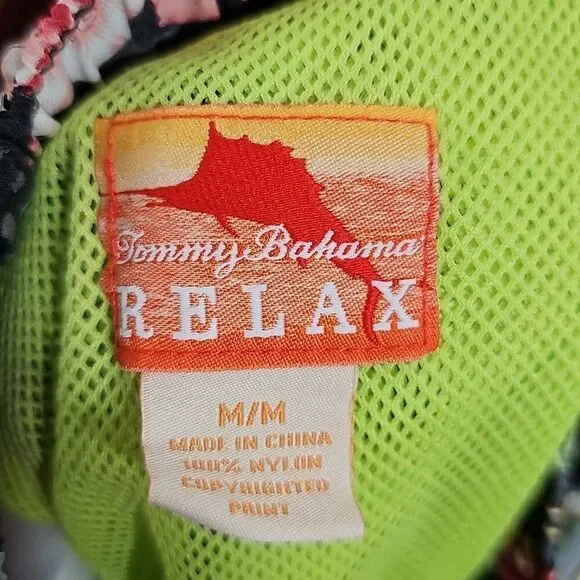 Tommy Bahama
RELAX
M/M
MADE IN CHINA
100% NYLON
COPYRIGHTED
PRINT